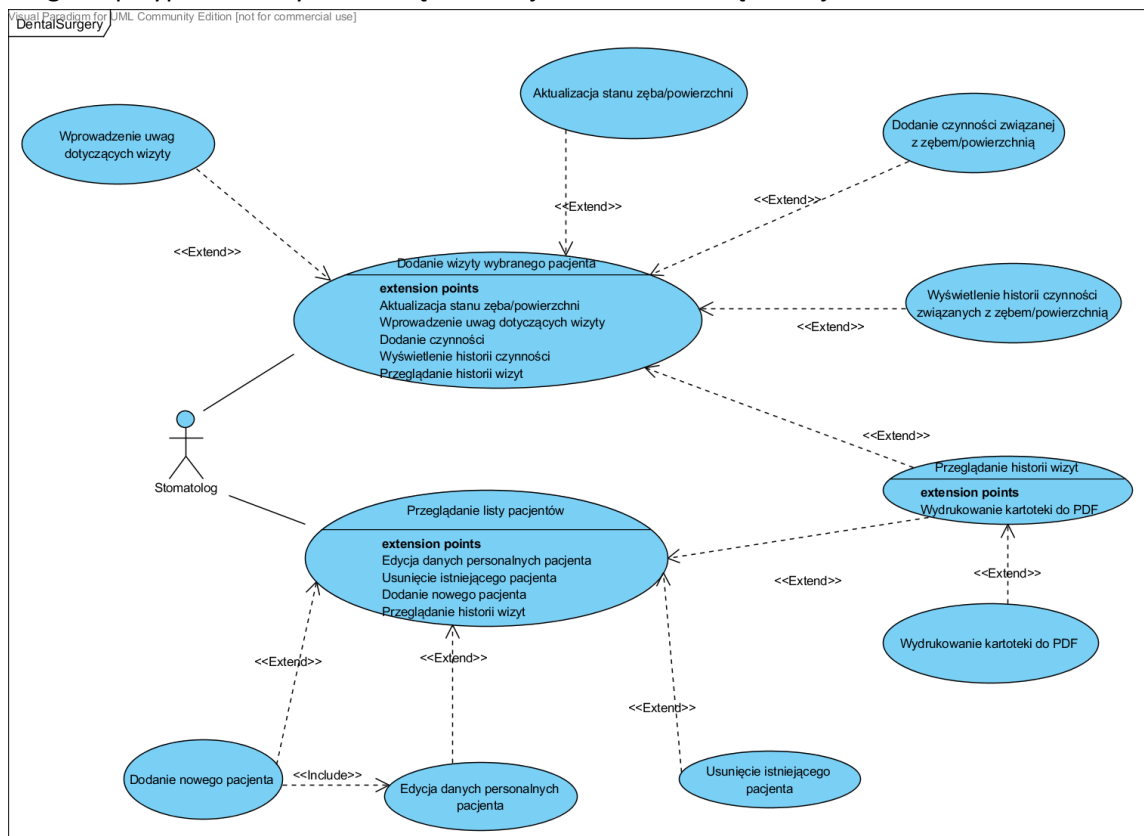 Visual Paradigm for UML Community Edition [not for commercial use]
DentalSurgery
Aktualizacja stanu zęba/powierzchni
Wprowadzenie uwag
dotyczących wizyty
Dodanie czynności związanej
z zębem/powierzchnią
<<Extend>>
<<Extend>>
<<Extend>>
Dodanie wizyty wybranego pacjenta
extension points
Aktualizacja stanu zęba/powierzchni
Wprowadzenie uwag dotyczących wizyty
Dodanie czynności
Wyświetlenie historii czynności
Przeglądanie historii wizyt
Wyświetlenie historii czynności
związanych z zębem/powierzchnią
<<Extend>>
<<Extend>>
Stomatolog
Przeglądanie historii wizyt
extension points
Wydrukowanie kartoteki do PDF
Przeglądanie listy pacjentów
extension points
Edycja danych personalnych pacjenta
Usunięcie istniejącego pacjenta
Dodanie nowego pacjenta
Przeglądanie historii wizyt
<<Extend>>
<<Extend>>
Wydrukowanie kartoteki do PDF
<<Extend>>
<<Extend>>
<<Extend>>
Dodanie nowego pacjenta
<<Include>>
Edycja danych personalnych
pacjenta
Usunięcie istniejącego
pacjenta